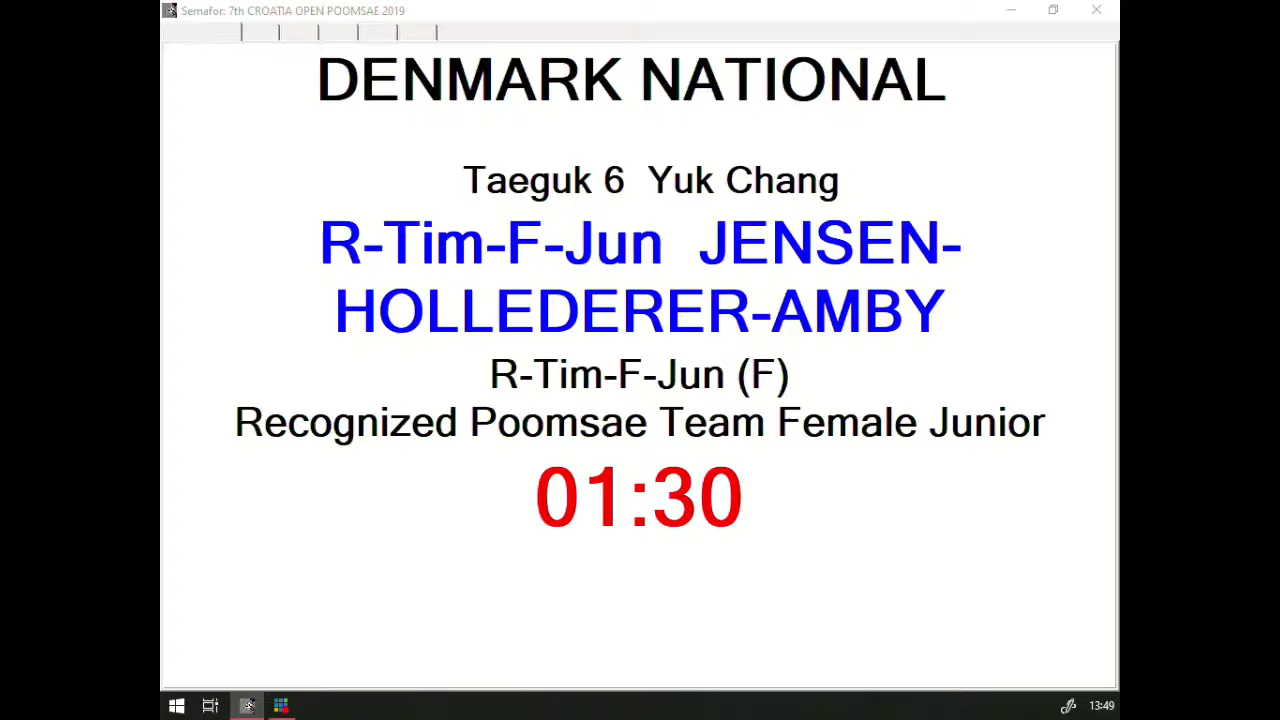 Semafor: 7th CROATIA OPEN POOMSAE 2019
DENMARK NATIONAL
Taeguk 6 Yuk Chang
R-Tim-F-Jun JENSEN-
HOLLEDERER-AMBY
R-Tim-F-Jun (F)
Recognized Poomsae Team Female Junior
01:30
13:49